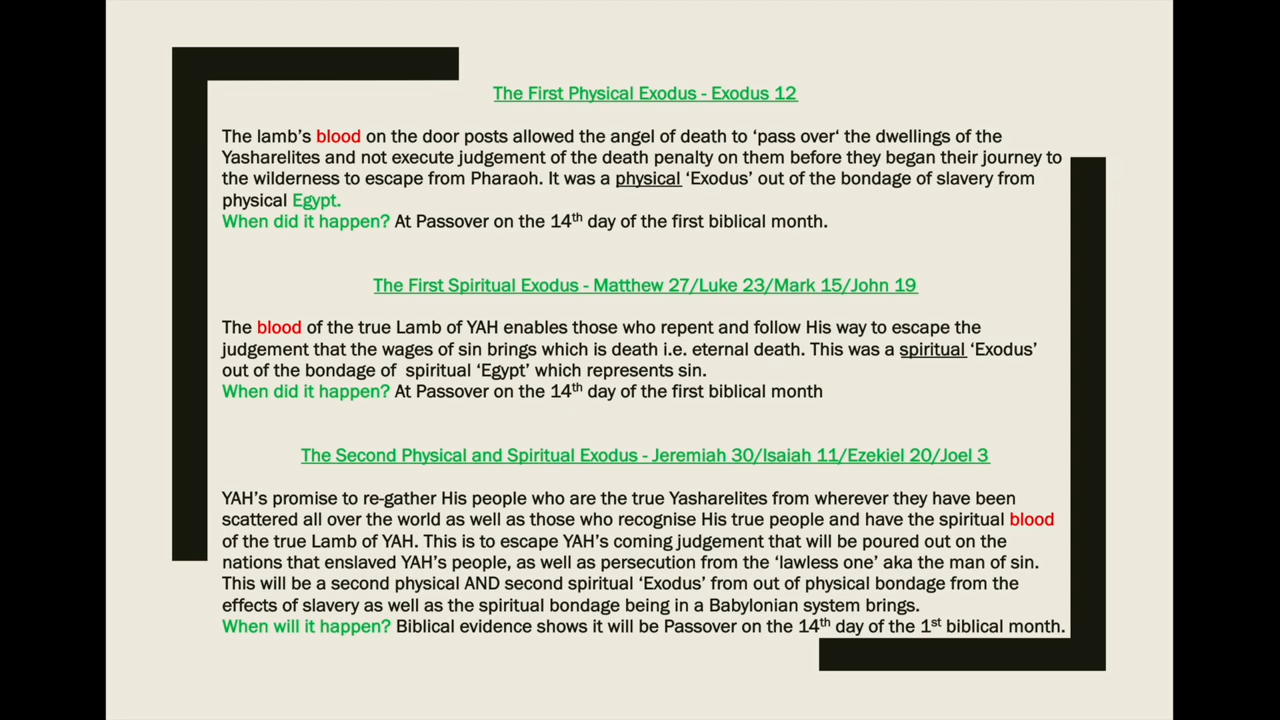 The First Physical Exodus - Exodus 12
The lamb's blood on the door posts allowed the angel of death to 'pass over' the dwellings of the
Yasharelites and not execute judgement of the death penalty on them before they began their journey to
the wilderness to escape from Pharaoh. It was a physical 'Exodus' out of the bondage of slavery from
physical Egypt.
When did it happen? At Passover on the 14th day of the first biblical month.
The First Spiritual Exodus - Matthew 27/Luke 23/Mark 15/John 19
The blood of the true Lamb of YAH enables those who repent and follow His way to escape the
judgement that the wages of sin brings which is death i.e. eternal death. This was a spiritual 'Exodus'
out of the bondage of spiritual 'Egypt' which represents sin.
When did it happen? At Passover on the 14th day of the first biblical month
The Second Physical and Spiritual Exodus - Jeremiah 30/Isaiah 11/Ezekiel 20/Joel 3
YAH's promise to re-gather His people who are the true Yasharelites from wherever they have been
scattered all over the world as well as those who recognise His true people and have the spiritual blood
of the true Lamb of YAH. This is to escape YAH's coming judgement that will be poured out on the
nations that enslaved YAH's people, as well as persecution from the 'lawless one' aka the man of sin.
This will be a second physical AND second spiritual 'Exodus' from out of physical bondage from the
effects of slavery as well as the spiritual bondage being in a Babylonian system brings.
When will it happen? Biblical evidence shows it will be Passover on the 14th day of the 1st biblical month.